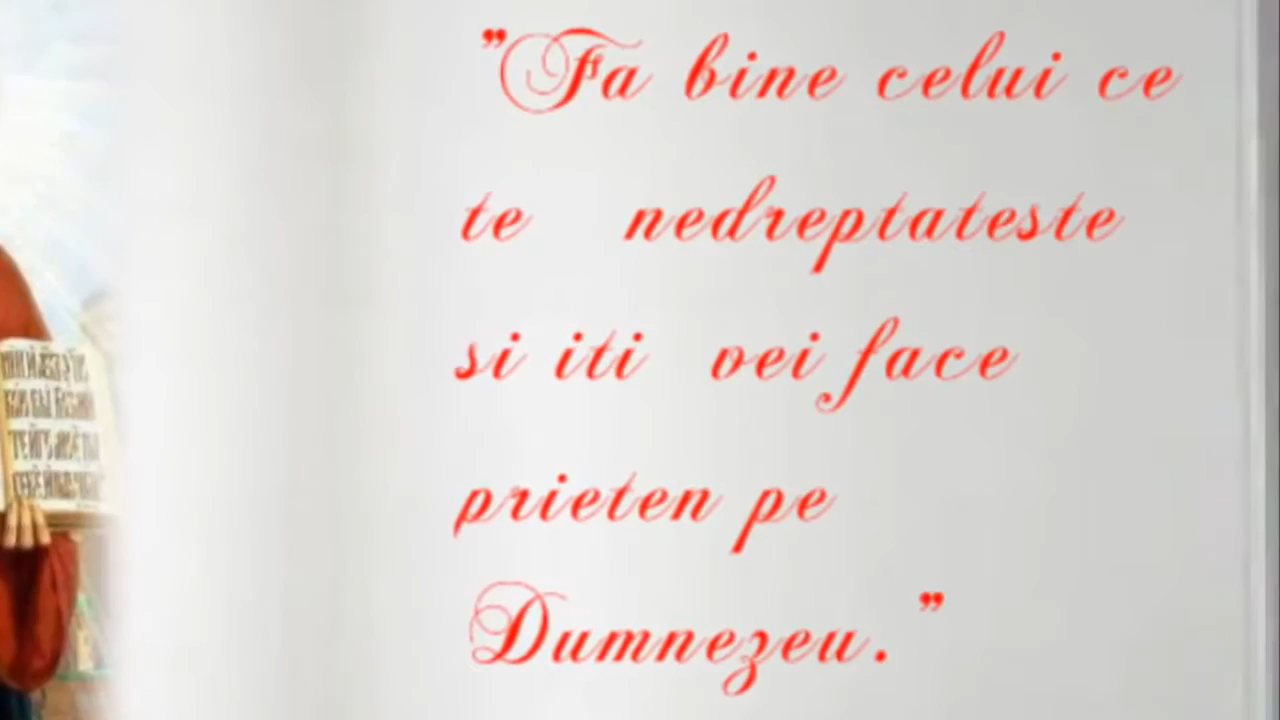 "Fa bine celui ce
te nedreptateste
si iti vei face
prieten pe
Dumnezeu."